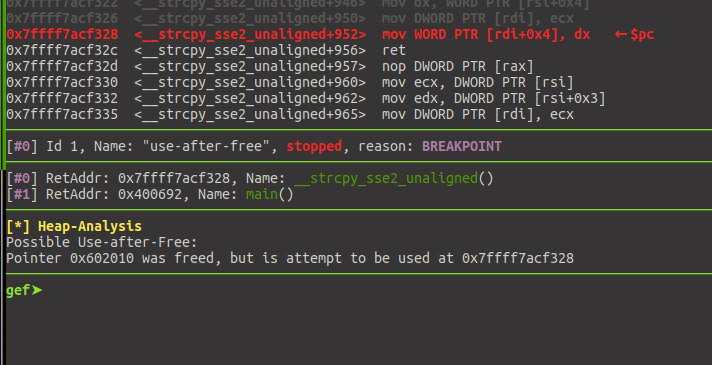 0x7ffff7acf322 <__strcpy_sse2_unaligned+946> mov dx, WORD PTR [rsi+0x4]
0x7ffff7acf326 <__strcpy_sse2_unaligned+950> mov DWORD PTR [rdi], ecx
0x7ffff7acf328 <__strcpy_sse2_unaligned+952> mov WORD PTR [rdi+0x4], dx ←$pc
0x7ffff7acf32c <__strcpy_sse2_unaligned+956> ret
0x7ffff7acf32d <__strcpy_sse2_unaligned+957> nop DWORD PTR [rax]
0x7ffff7acf330 <__strcpy_sse2_unaligned+960> mov ecx, DWORD PTR [rsi]
0x7ffff7acf332 <__strcpy_sse2_unaligned+962> mov edx, DWORD PTR [rsi+0x3]
0x7ffff7acf335 <__strcpy_sse2_unaligned+965> mov DWORD PTR [rdi], ecx
[#0] Id 1, Name: "use-after-free", stopped, reason: BREAKPOINT
[#0] RetAddr: 0x7ffff7acf328, Name: __strcpy_sse2_unaligned()
[#1] RetAddr: 0x400692, Name: main()
[*] Heap-Analysis
Possible Use-after-Free:
Pointer 0x602010 was freed, but is attempt to be used at 0x7ffff7acf328
gef➤